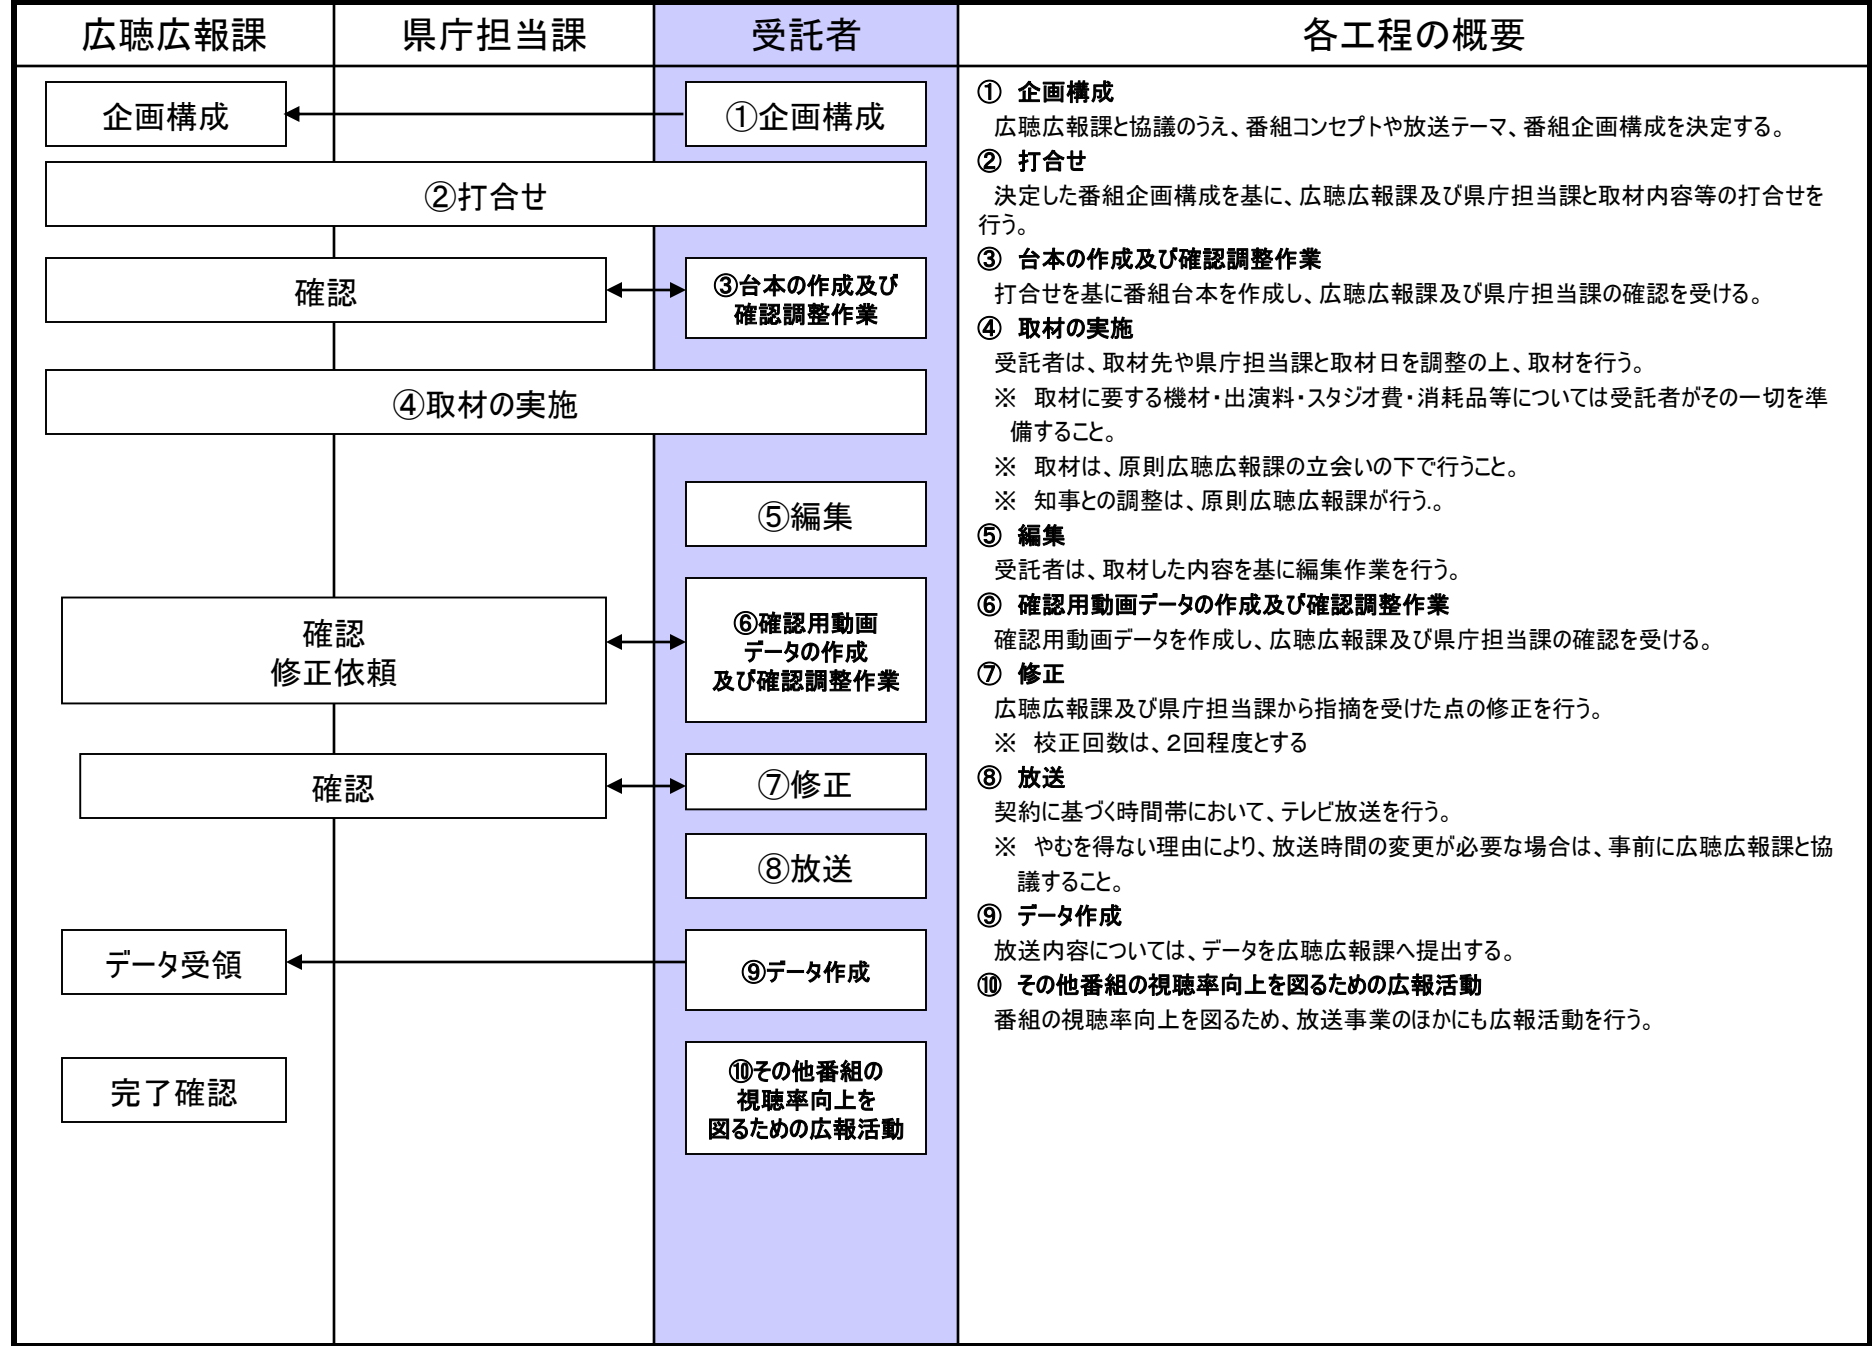 広聴広報課
県庁担当課
受託者
各工程の概要
企画構成
①企画構成
②打合せ
確認
③台本の作成及び
確認調整作業
④取材の実施
⑤編集
確認
修正依頼
⑥確認用動画
データの作成
及び確認調整作業
確認
⑦修正
⑧放送
データ受領
⑨データ作成
完了確認
⑩その他番組の
視聴率向上を
図るための広報活動
① 企画構成
広聴広報課と協議のうえ、番組コンセプトや放送テーマ、番組企画構成を決定する。
② 打合せ
決定した番組企画構成を基に、広聴広報課及び県庁担当課と取材内容等の打合せを
行う。
③ 台本の作成及び確認調整作業
打合せを基に番組台本を作成し、広聴広報課及び県庁担当課の確認を受ける。
④ 取材の実施
受託者は、取材先や県庁担当課と取材日を調整の上、取材を行う。
※ 取材に要する機材・出演料・スタジオ費・消耗品等については受託者がその一切を準
備すること。
※ 取材は、原則広聴広報課の立会いの下で行うこと。
※ 知事との調整は、原則広聴広報課が行う.。
⑤ 編集
受託者は、取材した内容を基に編集作業を行う。
⑥ 確認用動画データの作成及び確認調整作業
確認用動画データを作成し、広聴広報課及び県庁担当課の確認を受ける。
⑦ 修正
広聴広報課及び県庁担当課から指摘を受けた点の修正を行う。
※ 校正回数は、2回程度とする
⑧ 放送
契約に基づく時間帯において、テレビ放送を行う。
※ やむを得ない理由により、放送時間の変更が必要な場合は、事前に広聴広報課と協
議すること。
⑨ データ作成
放送内容については、データを広聴広報課へ提出する。
⑩ その他番組の視聴率向上を図るための広報活動
番組の視聴率向上を図るため、放送事業のほかにも広報活動を行う。